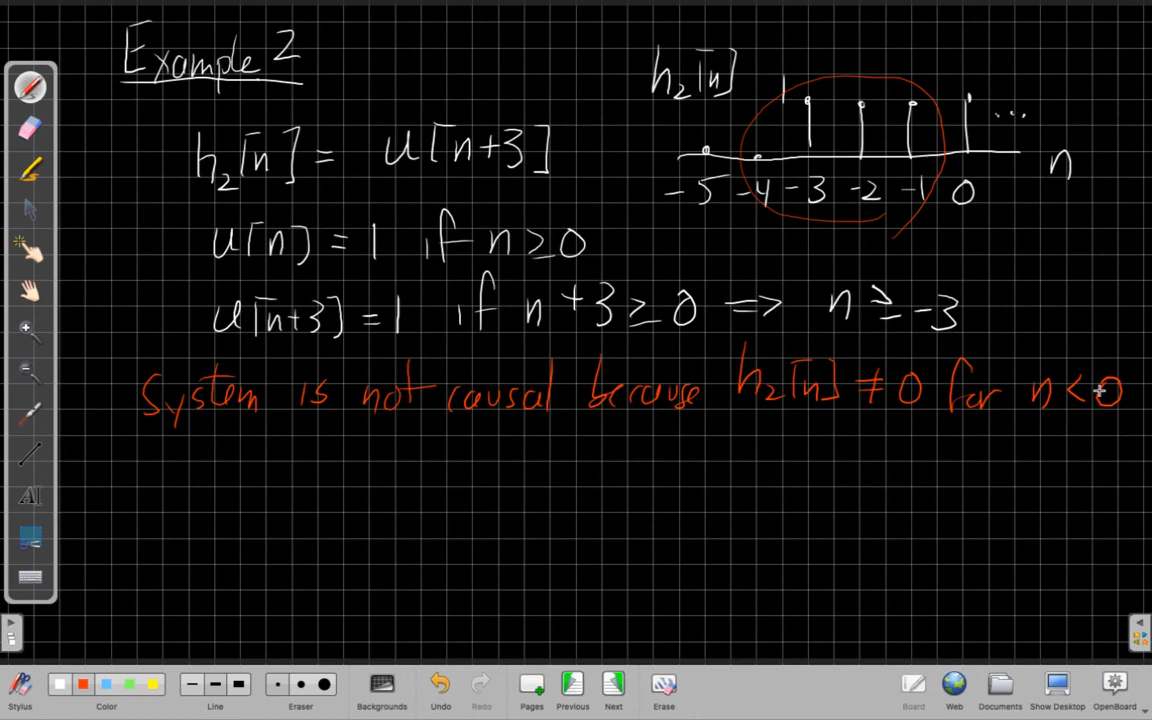 Example 2
h₂[n]
1
...
h₂[n] = u[n+3]
n
-5 -4 -3 -2 -1 0
u[n] = 1 if n ≥ 0
u[n+3] = 1 if n+3 ≥ 0 => n ≥ -3
System is not causal because h₂[n] ≠ 0 for n < 0
Stylus Color Line Eraser Backgrounds Undo Redo Pages Previous Next Erase Board Web Documents Show Desktop OpenBoard